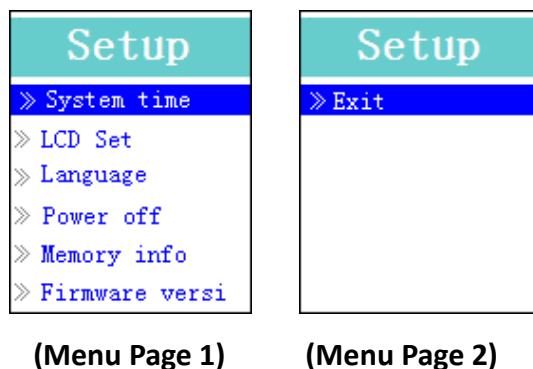 Setup
» System time
» LCD Set
» Language
» Power off
» Memory info
» Firmware versi
(Menu Page 1)
Setup
» Exit
(Menu Page 2)